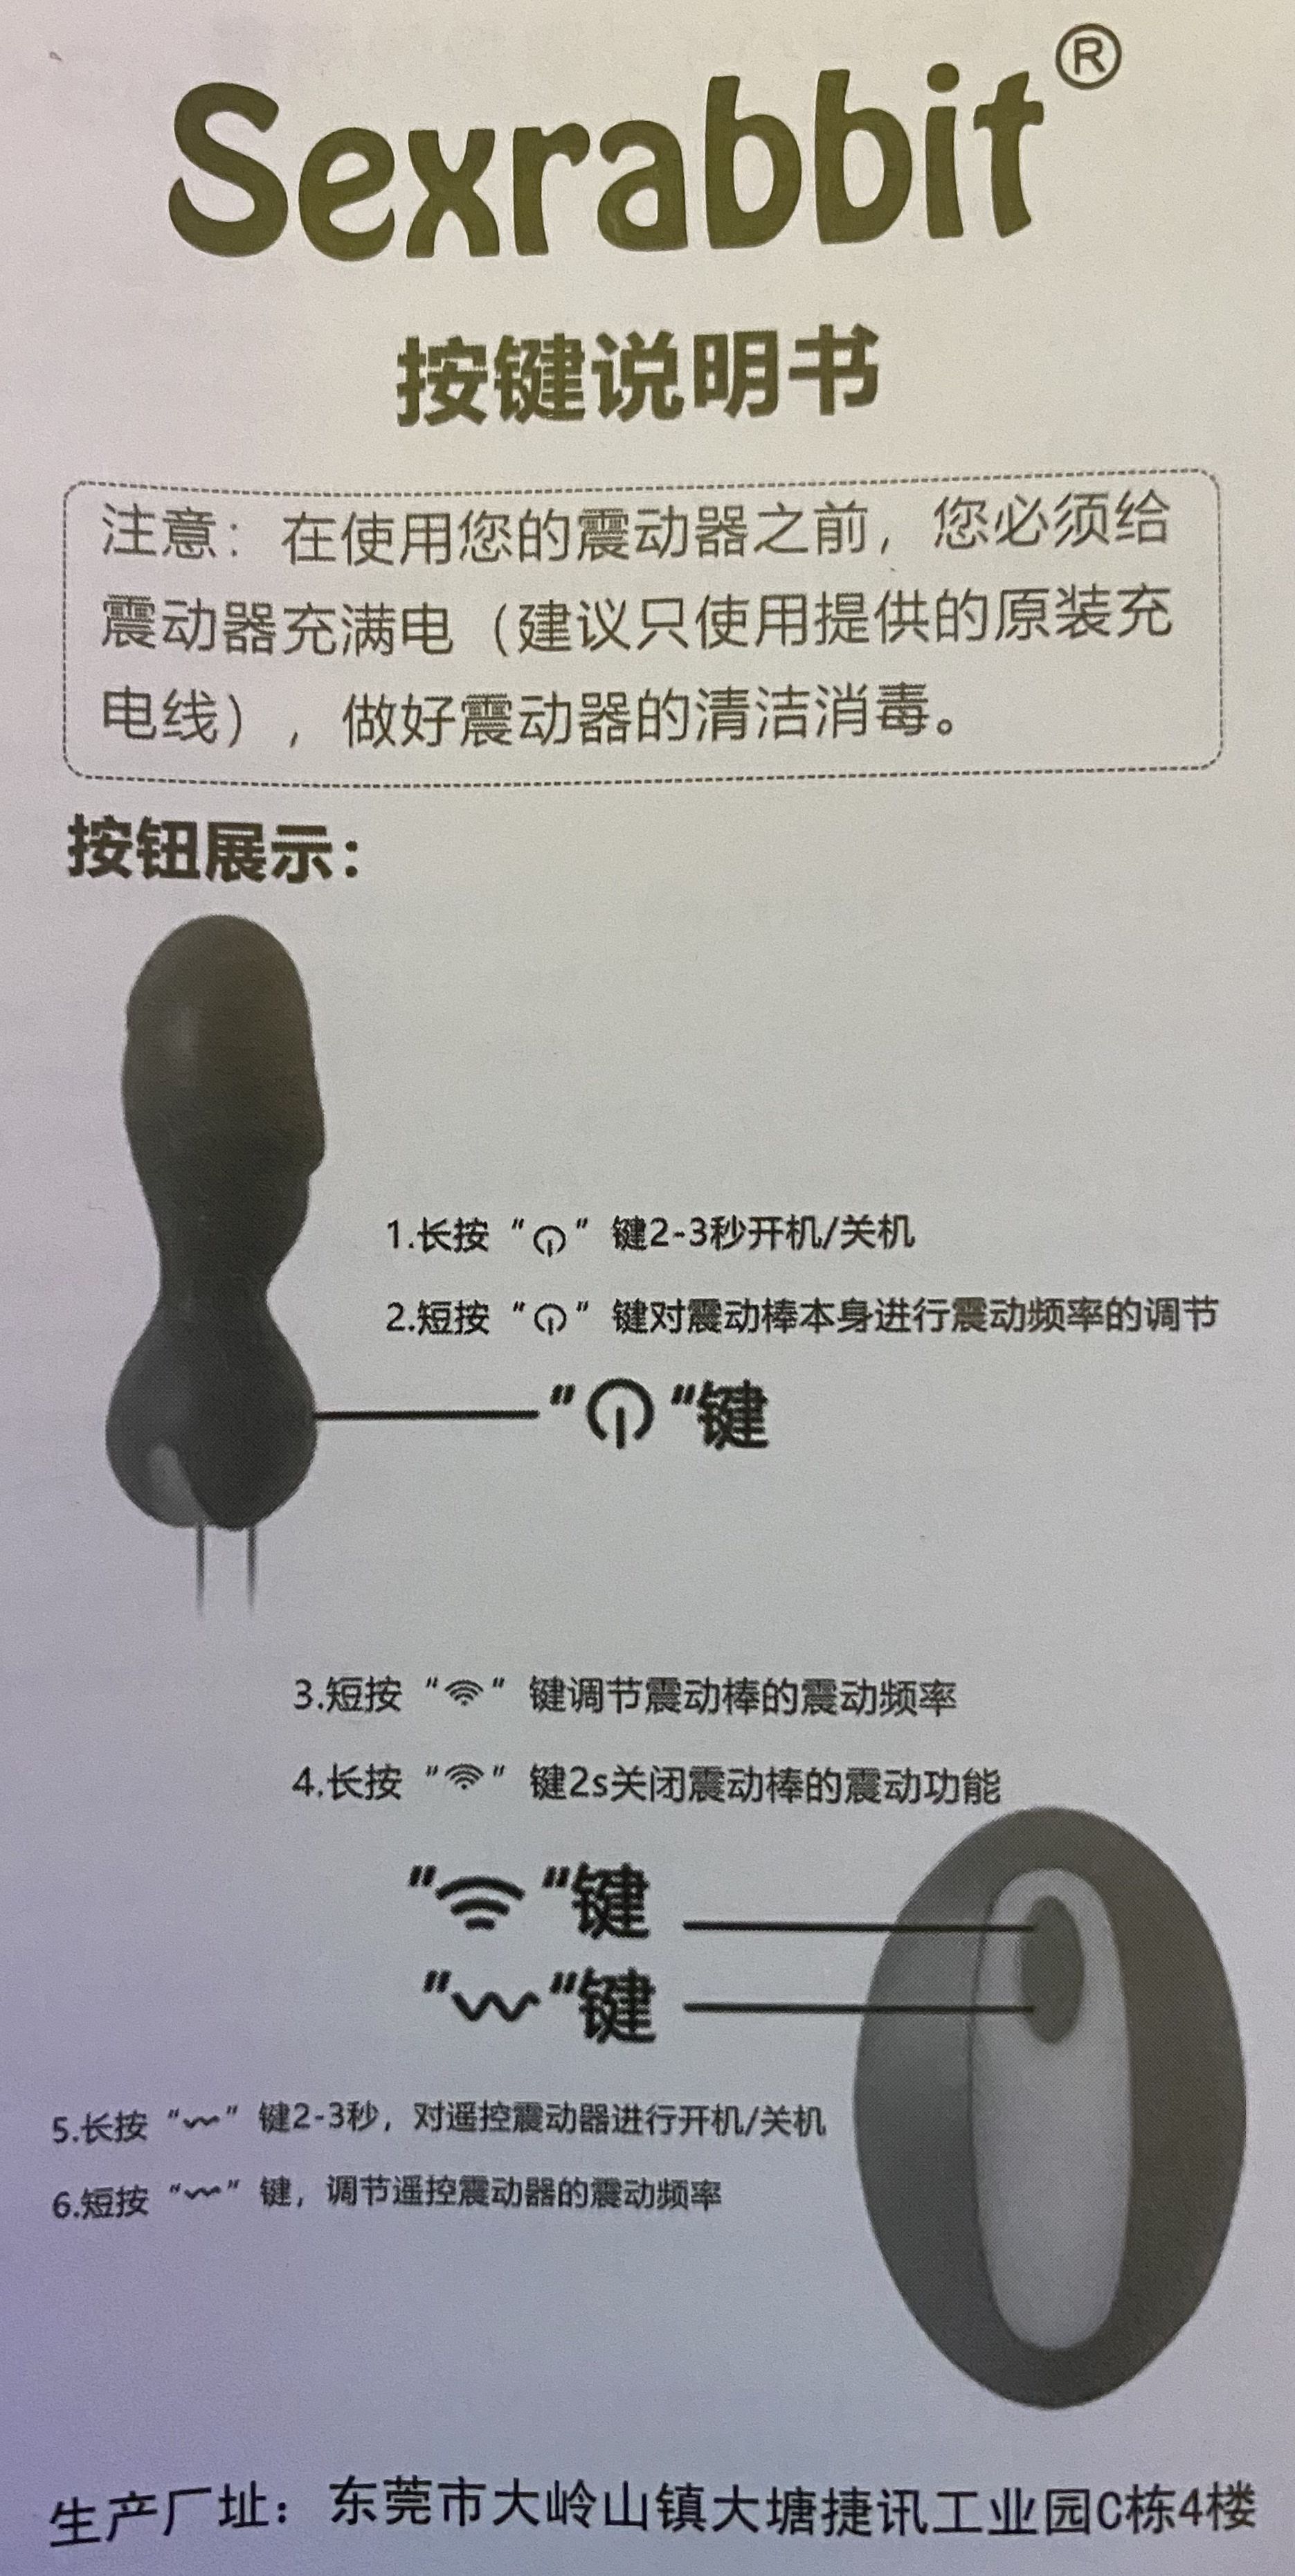 Sexrabbit®
按键说明书
注意：在使用您的震动器之前，您必须给
震动器充满电（建议只使用提供的原装充
电线），做好震动器的清洁消毒。
按钮展示：
1.长按“⏻”键2-3秒开机/关机
2.短按“⏻”键对震动棒本身进行震动频率的调节
“⏻“键
3.短按“”键调节震动棒的震动频率
4.长按“”键2s关闭震动棒的震动功能
“”键
“〰“键
5.长按“〰”键2-3秒，对遥控震动器进行开机/关机
6.短按“〰”键，调节遥控震动器的震动频率
生产厂址：东莞市大岭山镇大塘捷讯工业园C栋4楼